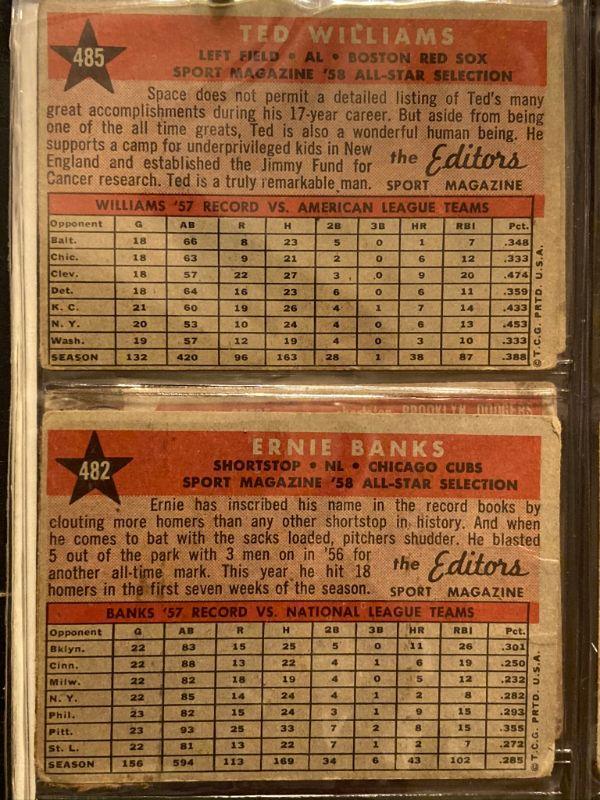 485
TED WILLIAMS
LEFT FIELD • AL • BOSTON RED SOX
SPORT MAGAZINE '58 ALL-STAR SELECTION
Space does not permit a detailed listing of Ted's many
great accomplishments during his 17-year career. But aside from being
one of the all time greats, Ted is also a wonderful human being. He
supports a camp for underprivileged kids in New
England and established the Jimmy Fund for
Cancer research. Ted is a truly remarkable man.
the Editors
SPORT MAGAZINE
WILLIAMS '57 RECORD VS. AMERICAN LEAGUE TEAMS
Opponent G AB R H 2B 3B HR RBI Pct.
Balt. 18 66 8 23 5 0 1 7 .348
Chic. 18 63 9 21 2 0 6 12 .333
Clev. 18 57 22 27 3 0 9 20 .474
Det. 18 64 16 23 6 0 6 11 .359
K. C. 21 60 19 26 4 1 7 14 .433
N. Y. 20 53 10 24 4 0 6 13 .453
Wash. 19 57 12 19 4 0 3 10 .333
SEASON 132 420 96 163 28 1 38 87 .388
© T.C.G. PRTD. U.S.A.
BROOKLYN DODGERS
482
ERNIE BANKS
SHORTSTOP • NL • CHICAGO CUBS
SPORT MAGAZINE '58 ALL-STAR SELECTION
Ernie has inscribed his name in the record books by
clouting more homers than any other shortstop in history. And when
he comes to bat with the sacks loaded, pitchers shudder. He blasted
5 out of the park with 3 men on in '56 for
another all-time mark. This year he hit 18
homers in the first seven weeks of the season.
the Editors
SPORT MAGAZINE
BANKS '57 RECORD VS. NATIONAL LEAGUE TEAMS
Opponent G AB R H 2B 3B HR RBI Pct.
Bklyn. 22 83 15 25 5 0 11 26 .301
Cinn. 22 88 13 22 4 1 6 19 .250
Milw. 22 82 18 19 4 0 5 12 .232
N. Y. 22 85 14 24 4 1 2 8 .282
Phil. 23 82 15 24 3 1 9 15 .293
Pitt. 23 93 25 33 7 2 8 15 .355
St. L. 22 81 13 22 7 1 2 7 .272
SEASON 156 594 113 169 34 6 43 102 .285
© T.C.G. PRTD. U.S.A.